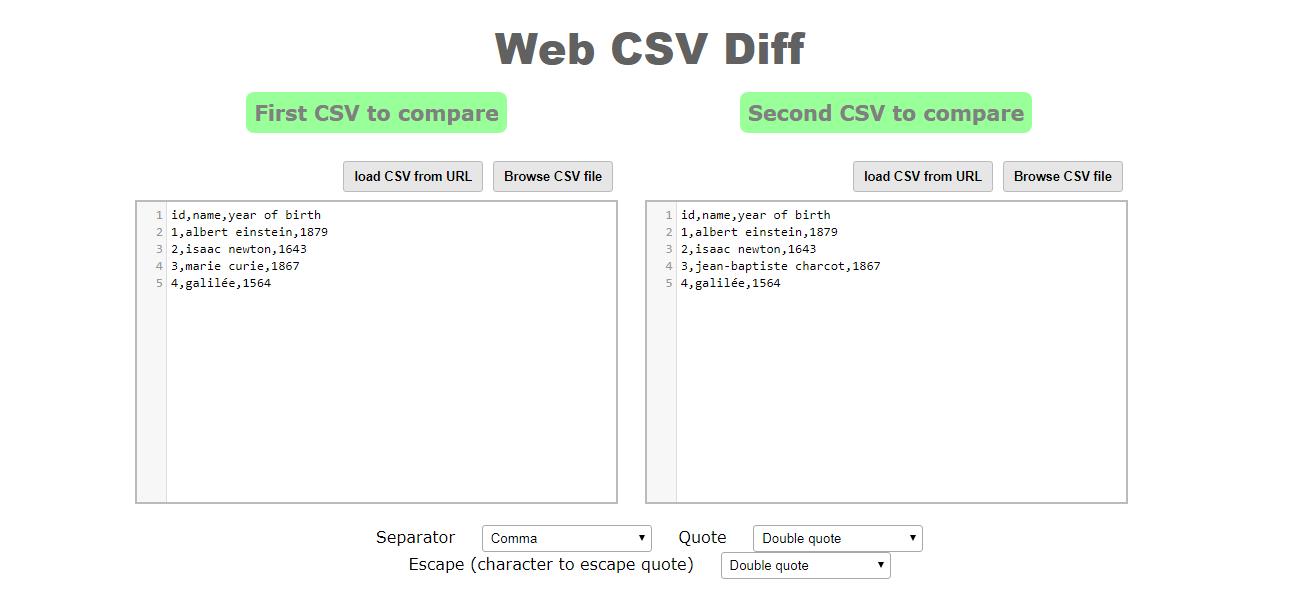 Web CSV Diff
First CSV to compare
Second CSV to compare
load CSV from URL
Browse CSV file
load CSV from URL
Browse CSV file
1 id,name,year of birth
2 1,albert einstein,1879
3 2,isaac newton,1643
4 3,marie curie,1867
5 4,galilée,1564
1 id,name,year of birth
2 1,albert einstein,1879
3 2,isaac newton,1643
4 3,jean-baptiste charcot,1867
5 4,galilée,1564
Separator Comma Quote Double quote
Escape (character to escape quote) Double quote